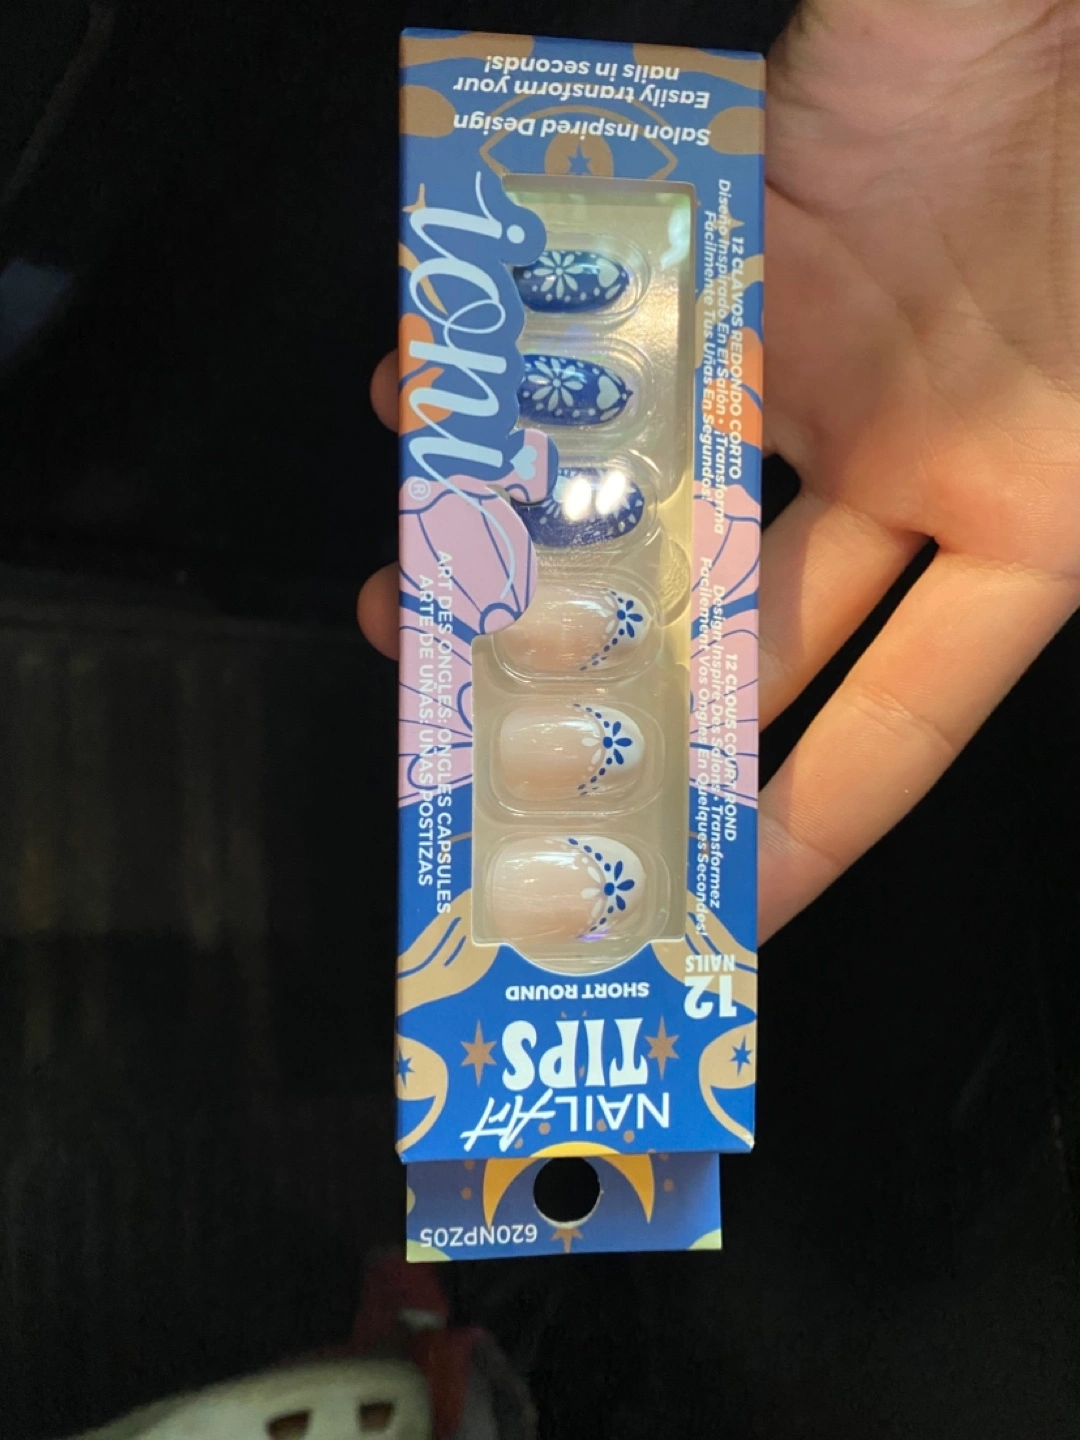 620NPZ05
NAIL Art
TIPS
SHORT ROUND
12
NAILS
ioni®
ART DES ONGLES: ONGLES CAPSULES
ARTE DE UÑAS: UÑAS POSTIZAS
12 CLOUS COURT ROND
Design Inspiré Des Salons • Transformez
Facilement Vos Ongles En Quelques Secondes!
12 CLAVOS REDONDO CORTO
Diseño Inspirado En El Salón • ¡Transforma
Fácilmente Tus Uñas En Segundos!
Salon Inspired Design
Easily transform your
nails in seconds!